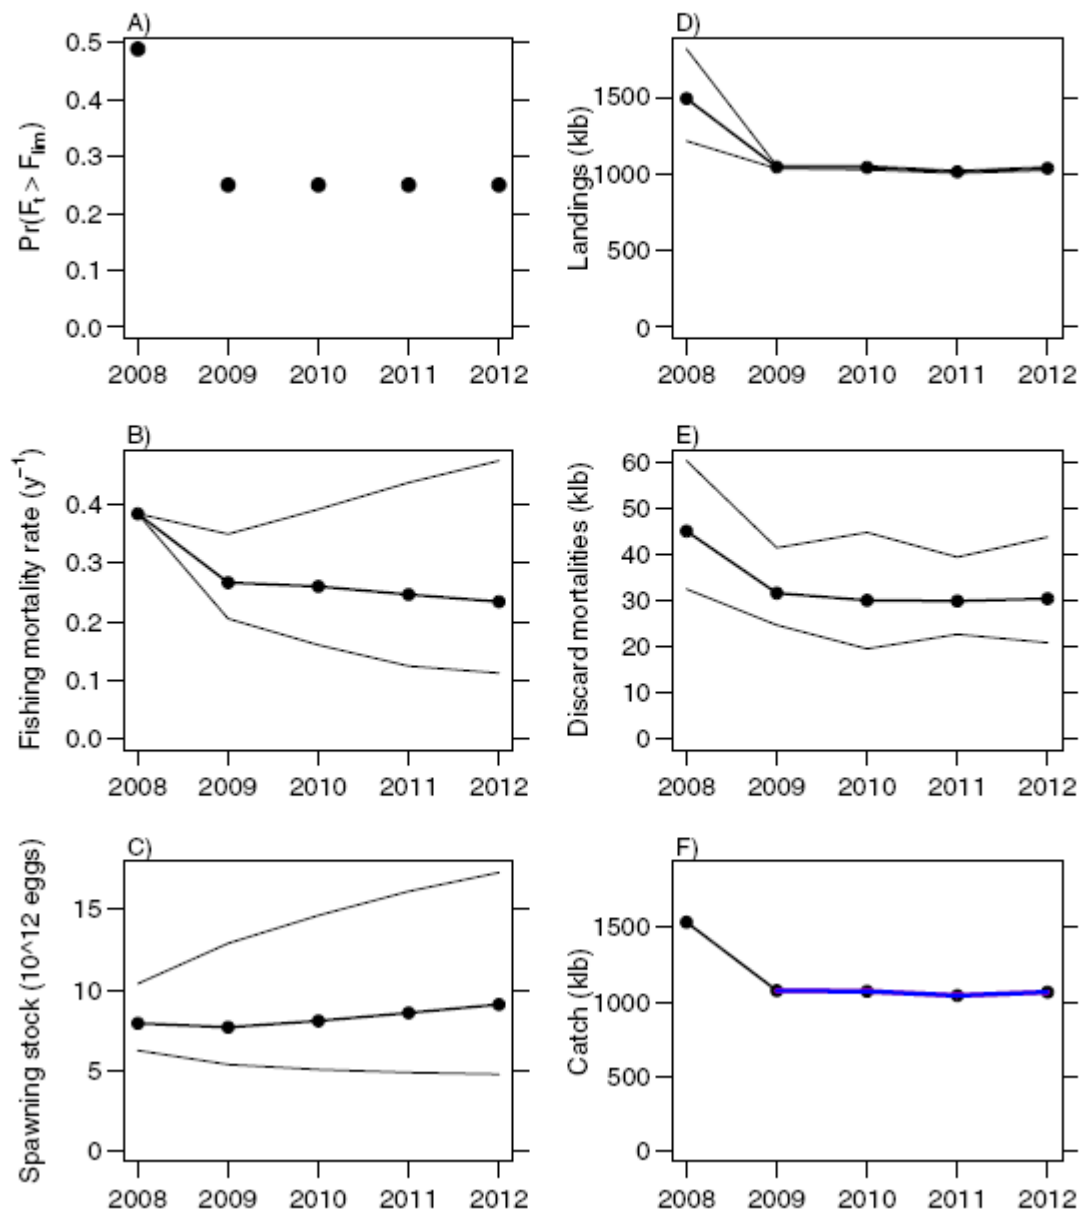 A)
Pr(Fₜ > Fₗᵢₘ)
0.5
0.4
0.3
0.2
0.1
0.0
2008 2009 2010 2011 2012
D)
Landings (klb)
1500
1000
500
0
2008 2009 2010 2011 2012
B)
Fishing mortality rate (y⁻¹)
0.4
0.3
0.2
0.1
0.0
2008 2009 2010 2011 2012
E)
Discard mortalities (klb)
60
50
40
30
20
10
0
2008 2009 2010 2011 2012
C)
Spawning stock (10^12 eggs)
15
10
5
0
2008 2009 2010 2011 2012
F)
Catch (klb)
1500
1000
500
0
2008 2009 2010 2011 2012